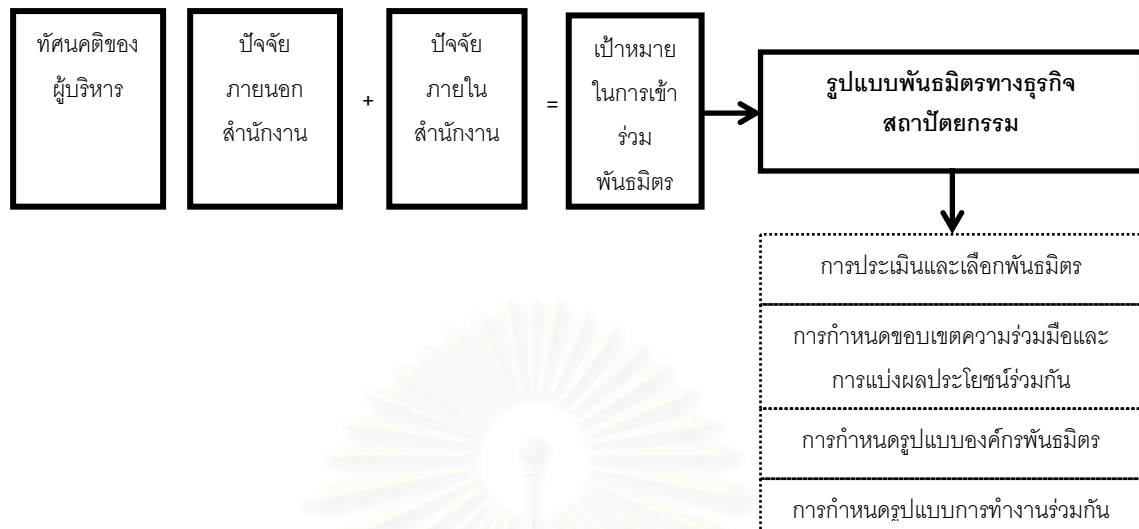 ทัศนคติของ
ผู้บริหาร
ปัจจัย
ภายนอก
สำนักงาน
+
ปัจจัย
ภายใน
สำนักงาน
=
เป้าหมาย
ในการเข้า
ร่วม
พันธมิตร
รูปแบบพันธมิตรทางธุรกิจ
สถาปัตยกรรม
การประเมินและเลือกพันธมิตร
การกำหนดขอบเขตความร่วมมือและ
การแบ่งผลประโยชน์ร่วมกัน
การกำหนดรูปแบบองค์กรพันธมิตร
การกำหนดรูปแบบการทำงานร่วมกัน